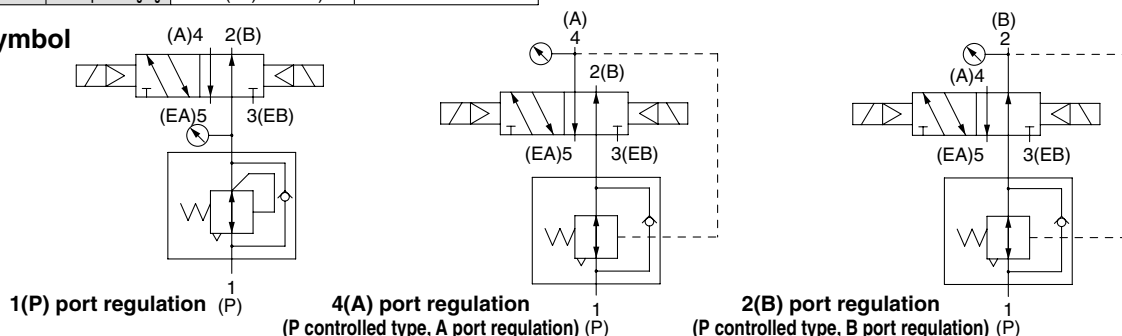 ymbol
(A)4 2(B)
(EA)5 3(EB)
1
(P)
1(P) port regulation
(A)
4
2(B)
(EA)5 3(EB)
1
(P)
4(A) port regulation
(P controlled type, A port regulation)
(B)
2
(A)4
(EA)5 3(EB)
1
(P)
2(B) port regulation
(P controlled type, B port regulation)